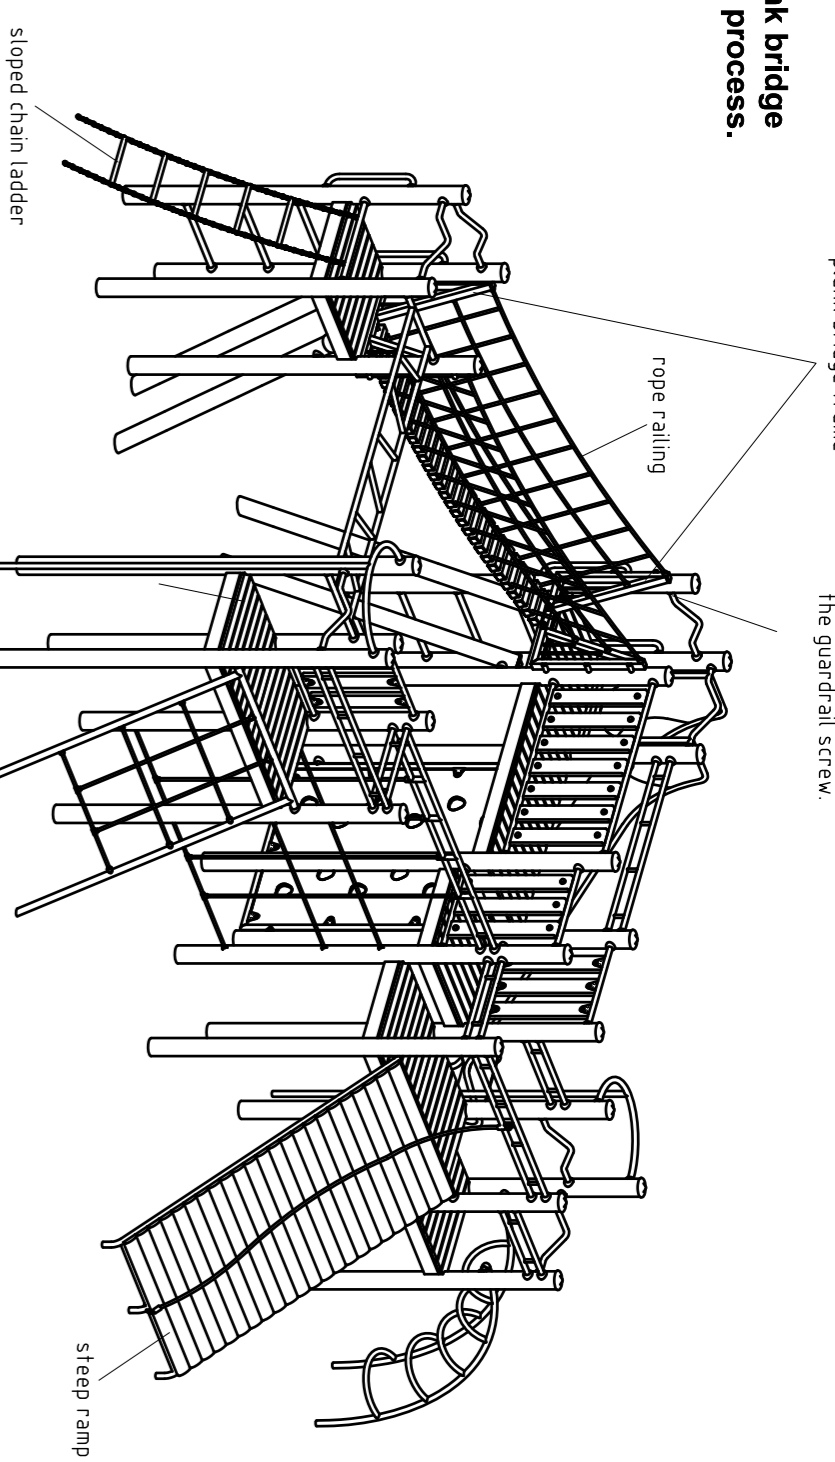 bridge
process.
the guardrail screw.
rope railing
sloped chain ladder
steep ramp